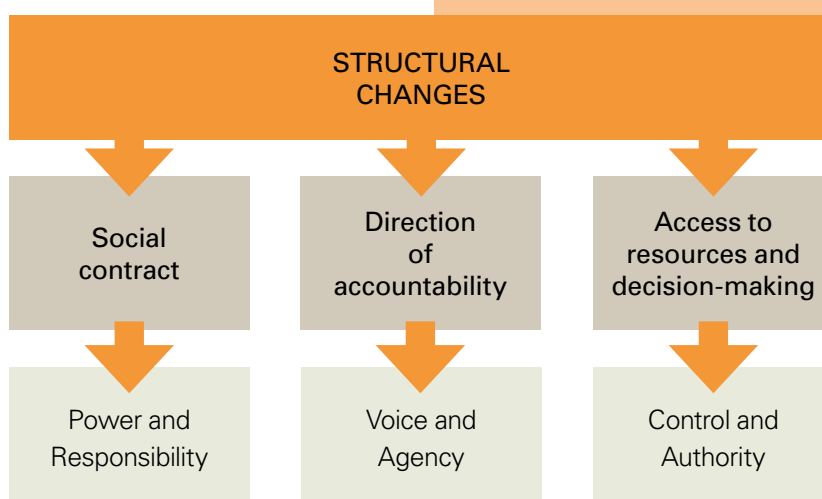 STRUCTURAL
CHANGES
Social
contract
Direction
of
accountability
Access to
resources and
decision-making
Power and
Responsibility
Voice and
Agency
Control and
Authority